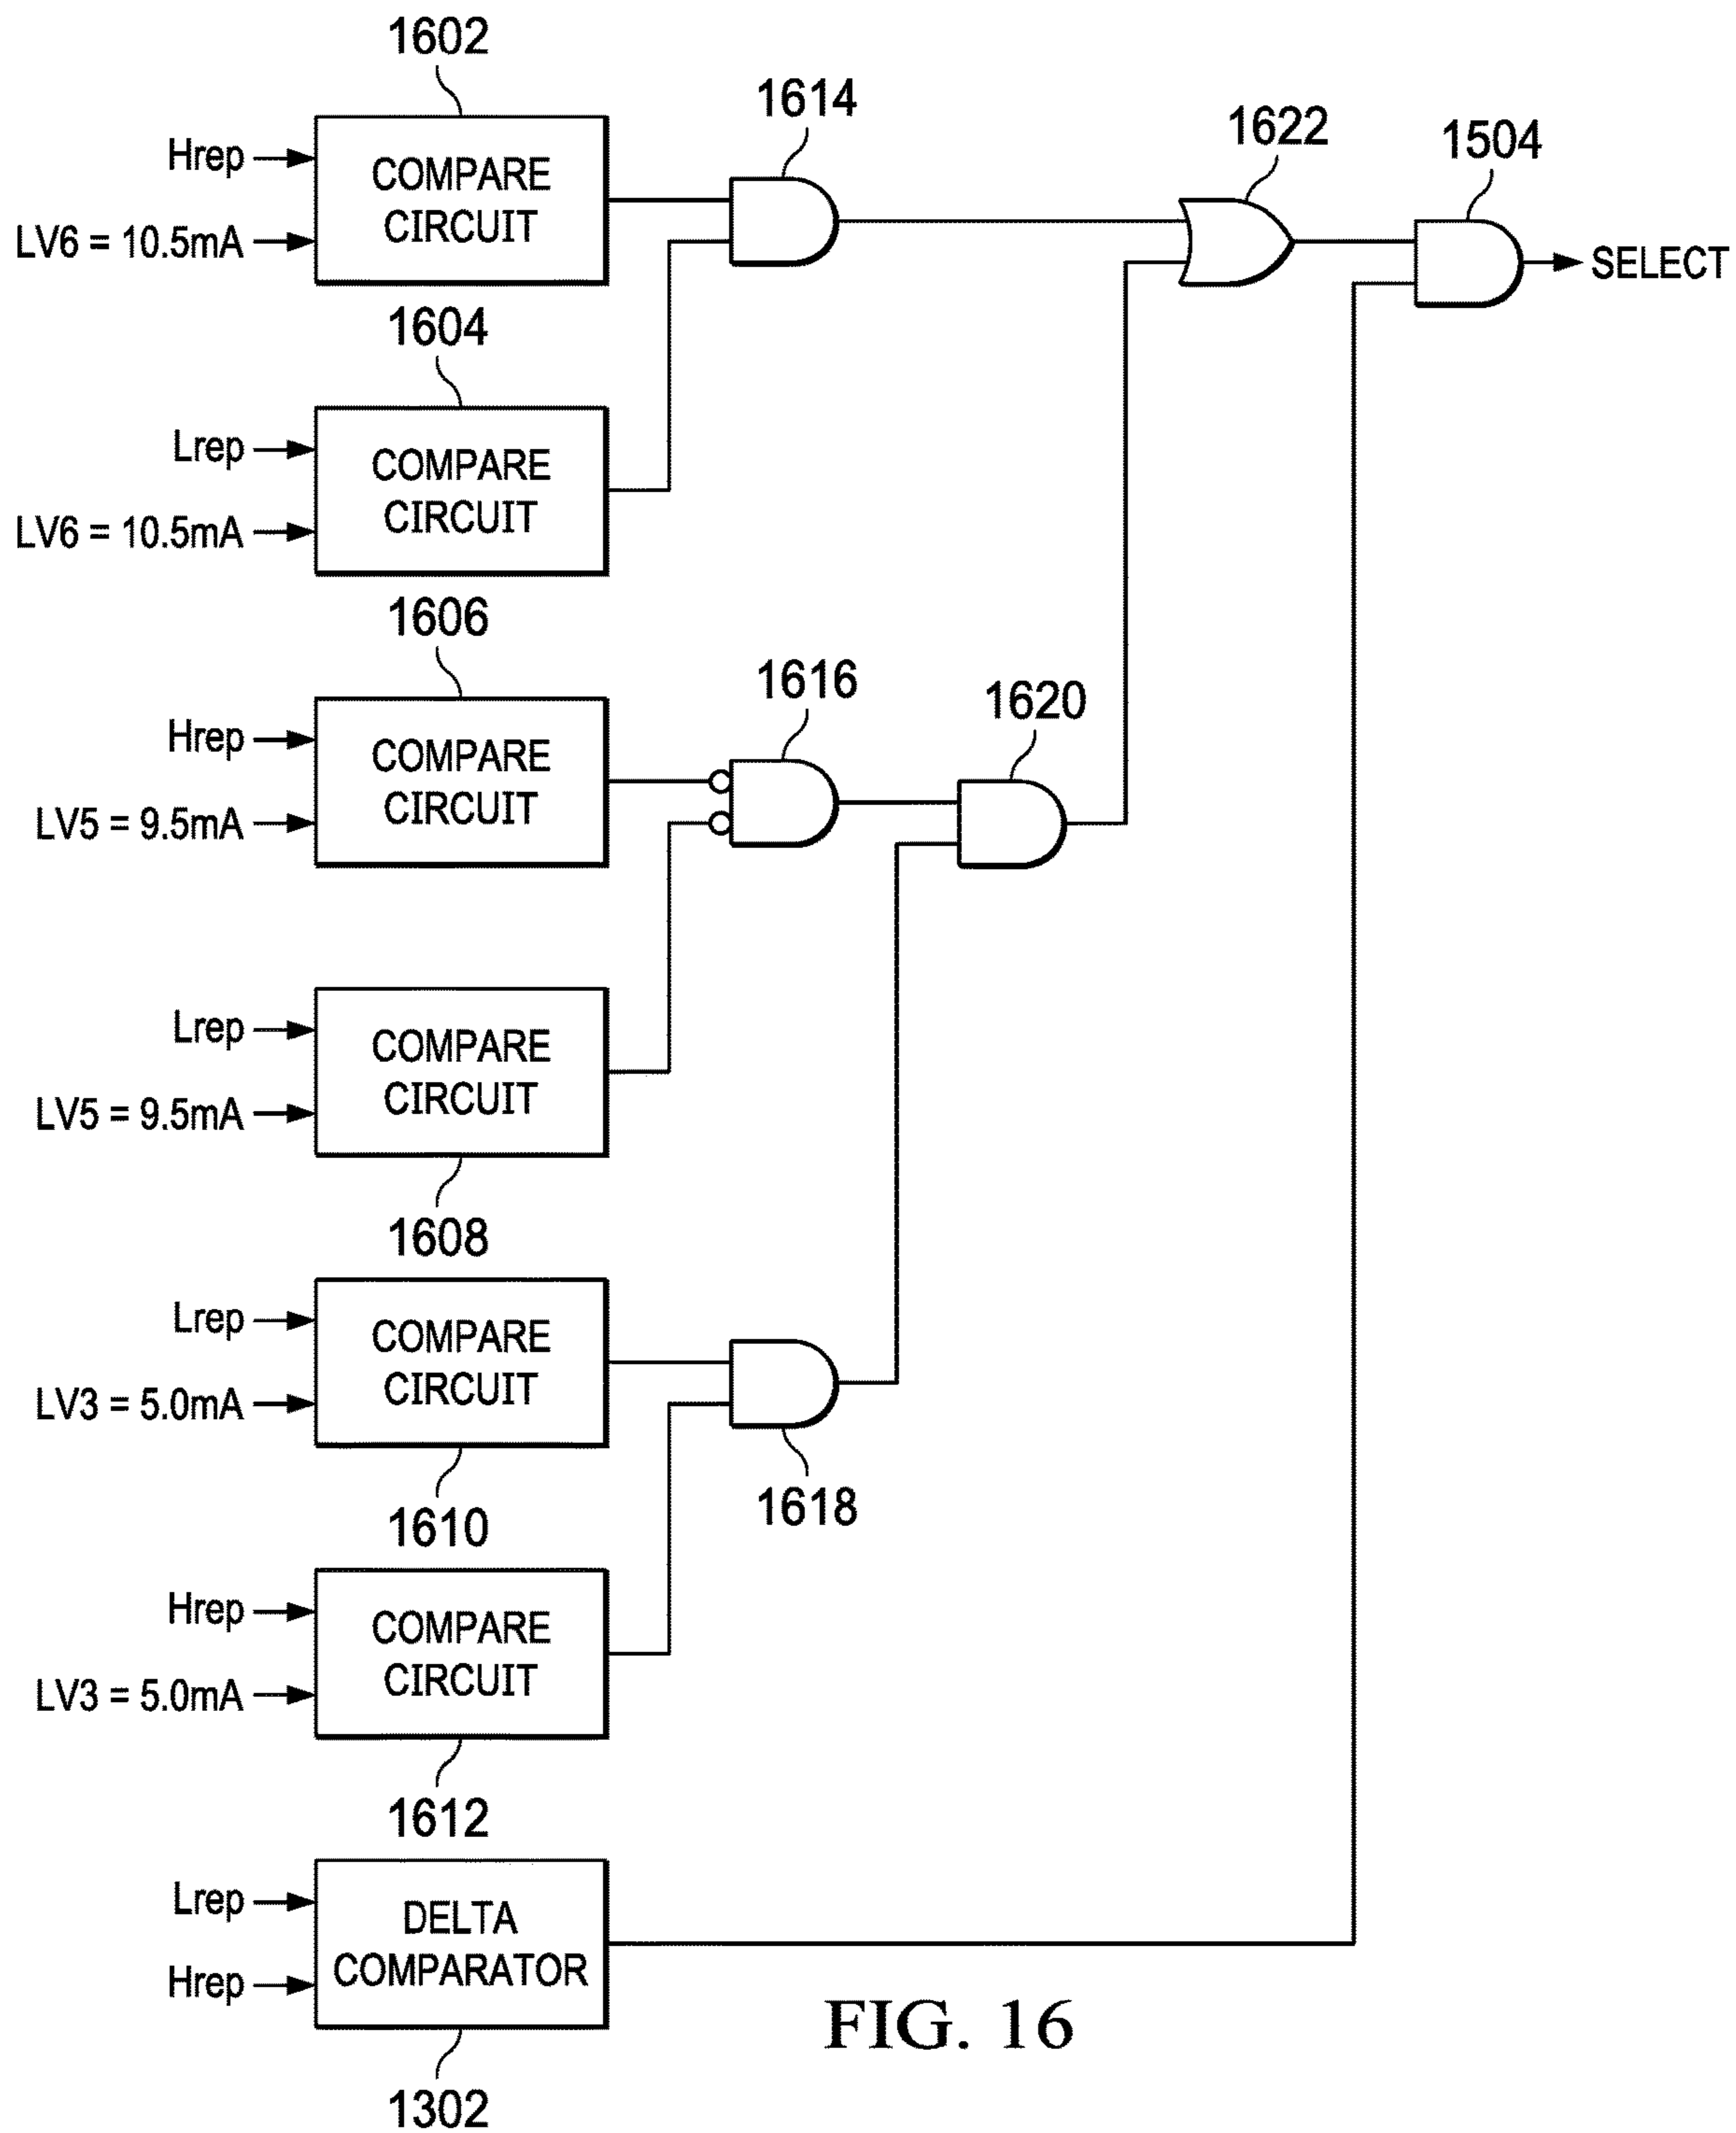 1602
Hrep
LV6 = 10.5mA
COMPARE
CIRCUIT
1614
1622
1504
SELECT
1604
Lrep
LV6 = 10.5mA
COMPARE
CIRCUIT
1606
Hrep
LV5 = 9.5mA
COMPARE
CIRCUIT
1616
1620
Lrep
LV5 = 9.5mA
COMPARE
CIRCUIT
1608
Lrep
LV3 = 5.0mA
COMPARE
CIRCUIT
1610
1618
Hrep
LV3 = 5.0mA
COMPARE
CIRCUIT
1612
Lrep
Hrep
DELTA
COMPARATOR
1302
FIG. 16